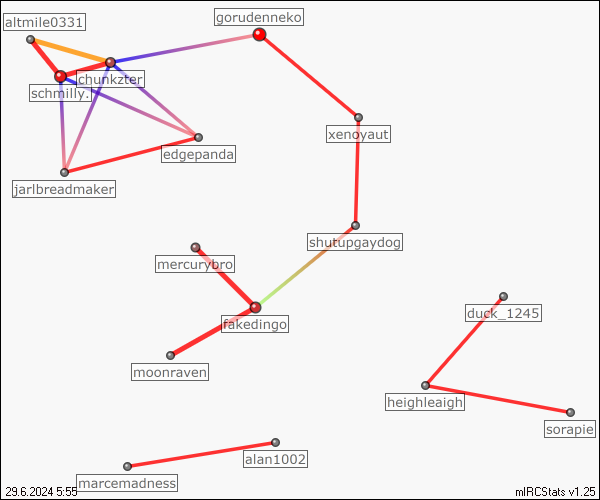 altmile0331
gorudenneko
chunkzter
schmilly.
xenoyaut
edgepanda
jarlbreadmaker
shutupgaydog
mercurybro
fakedingo
duck_1245
moonraven
heighleaigh
sorapie
alan1002
marcemadness
29.6.2024 5:55
mIRCStats v1.25